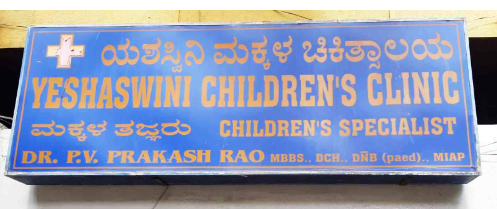 ಯಶಸ್ವಿನಿ ಮಕ್ಕಳ ಚಿಕಿತ್ಸಾಲಯ
YESHASWINI CHILDREN'S CLINIC
ಮಕ್ಕಳ ತಜ್ಞರು CHILDREN'S SPECIALIST
DR. P.V. PRAKASH RAO MBBS., DCH., DNB (paed)., MIAP